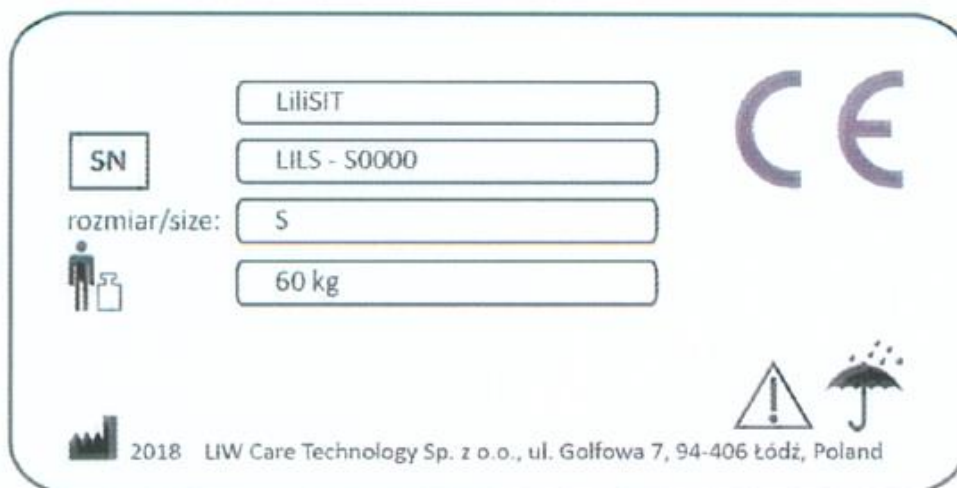 LiliSIT
SN LILS - S0000
rozmiar/size: S
60 kg
CE
2018 LiW Care Technology Sp. z o.o., ul. Golfowa 7, 94-406 Łódź, Poland